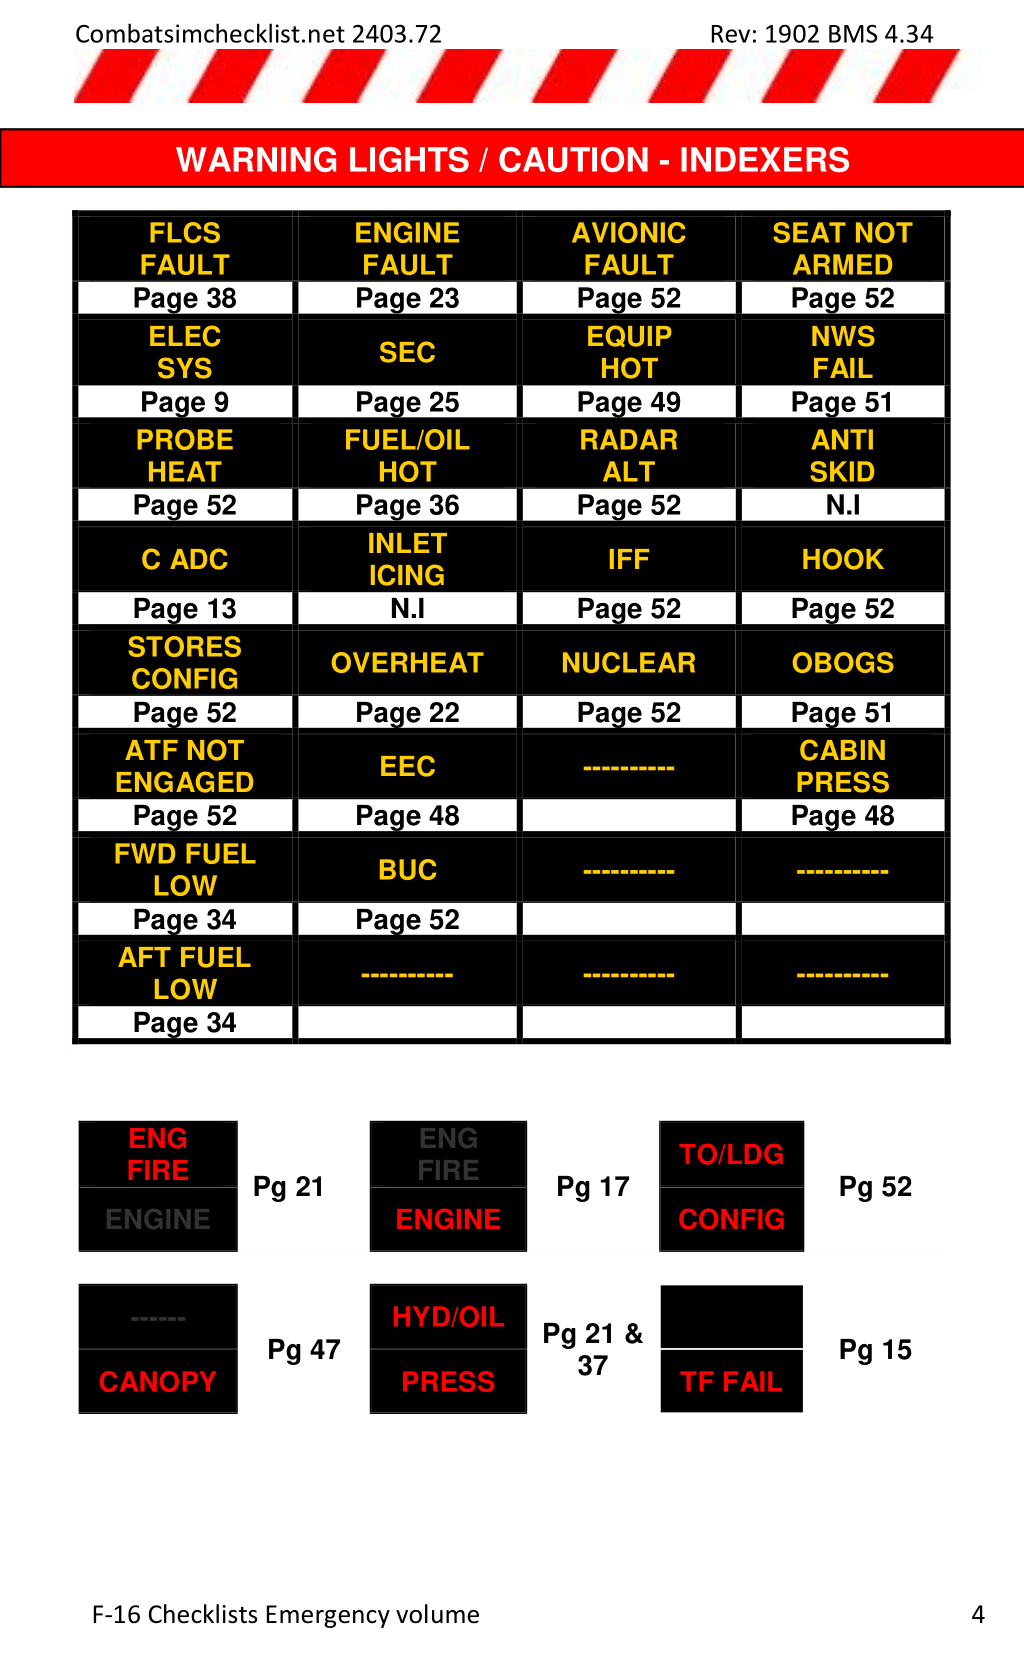 Combatsimchecklist.net 2403.72 Rev: 1902 BMS 4.34
WARNING LIGHTS / CAUTION - INDEXERS
FLCS FAULT ENGINE FAULT AVIONIC FAULT SEAT NOT ARMED
Page 38 Page 23 Page 52 Page 52
ELEC SYS SEC EQUIP HOT NWS FAIL
Page 9 Page 25 Page 49 Page 51
PROBE HEAT FUEL/OIL HOT RADAR ALT ANTI SKID
Page 52 Page 36 Page 52 N.I
C ADC INLET ICING IFF HOOK
Page 13 N.I Page 52 Page 52
STORES CONFIG OVERHEAT NUCLEAR OBOGS
Page 52 Page 22 Page 52 Page 51
ATF NOT ENGAGED EEC ---------- CABIN PRESS
Page 52 Page 48 Page 48
FWD FUEL LOW BUC ---------- ----------
Page 34 Page 52
AFT FUEL LOW ---------- ---------- ----------
Page 34
ENG FIRE ENGINE Pg 21
ENG FIRE ENGINE Pg 17
TO/LDG CONFIG Pg 52
------ CANOPY Pg 47
HYD/OIL PRESS Pg 21 & 37
TF FAIL Pg 15
F-16 Checklists Emergency volume 4